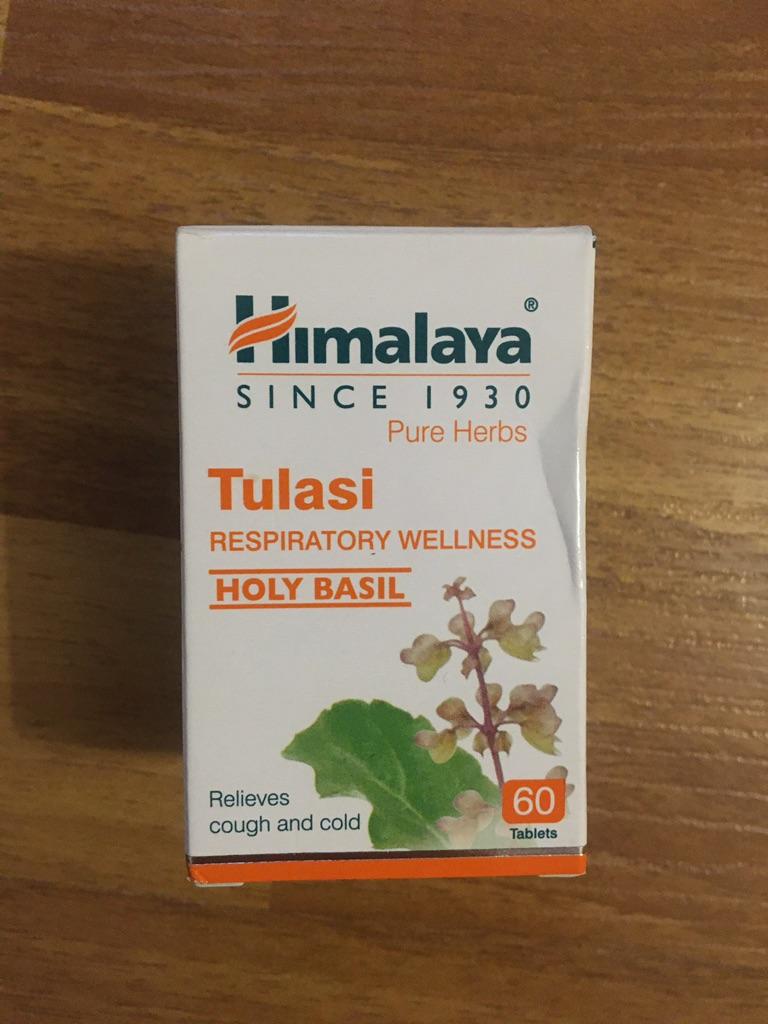 Himalaya®
SINCE 1930
Pure Herbs
Tulasi
RESPIRATORY WELLNESS
HOLY BASIL
Relieves
cough and cold
60
Tablets